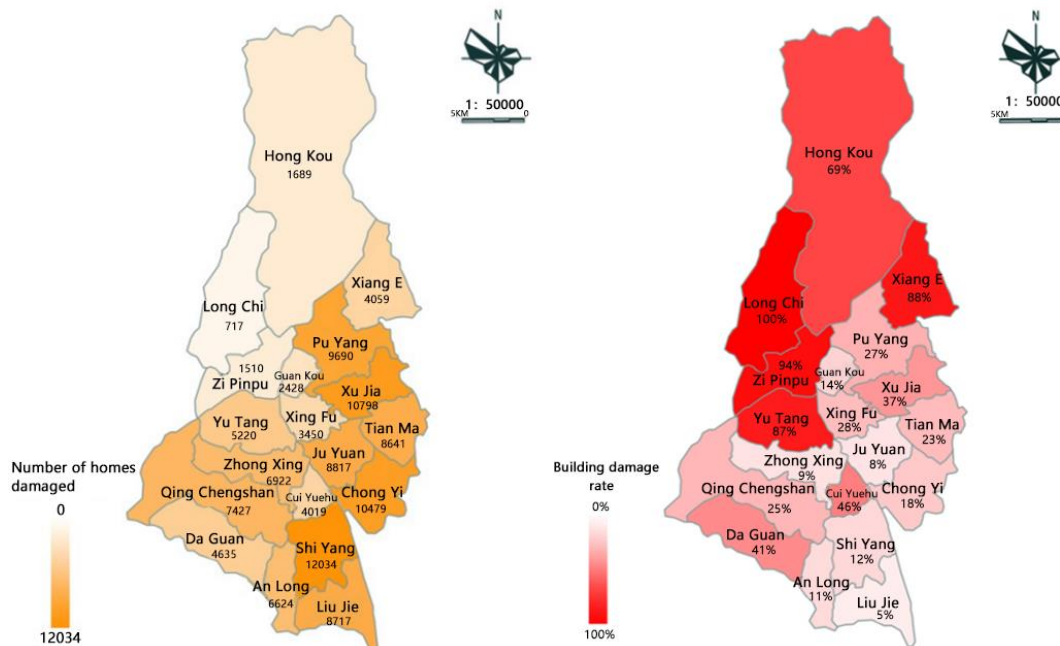 N
1: 50000
5KM 0
Hong Kou
1689
Xiang E
4059
Long Chi
717
Pu Yang
9690
1510
Zi Pinpu
Guan Kou
2428
Xu Jia
10798
Yu Tang
5220
Xing Fu
3450
Tian Ma
8641
Ju Yuan
8817
Zhong Xing
6922
Qing Chengshan
7427
Cui Yuehu
4019
Chong Yi
10479
Da Guan
4635
Shi Yang
12034
An Long
6624
Liu Jie
8717
Number of homes
damaged
0
12034
N
1: 50000
5KM 0
Hong Kou
69%
Xiang E
88%
Long Chi
100%
Pu Yang
27%
94%
Zi Pinpu
Guan Kou
14%
Xu Jia
37%
Yu Tang
87%
Xing Fu
28%
Tian Ma
23%
Ju Yuan
8%
Zhong Xing
9%
Qing Chengshan
25%
Cui Yuehu
46%
Chong Yi
18%
Da Guan
41%
Shi Yang
12%
An Long
11%
Liu Jie
5%
Building damage
rate
0%
100%